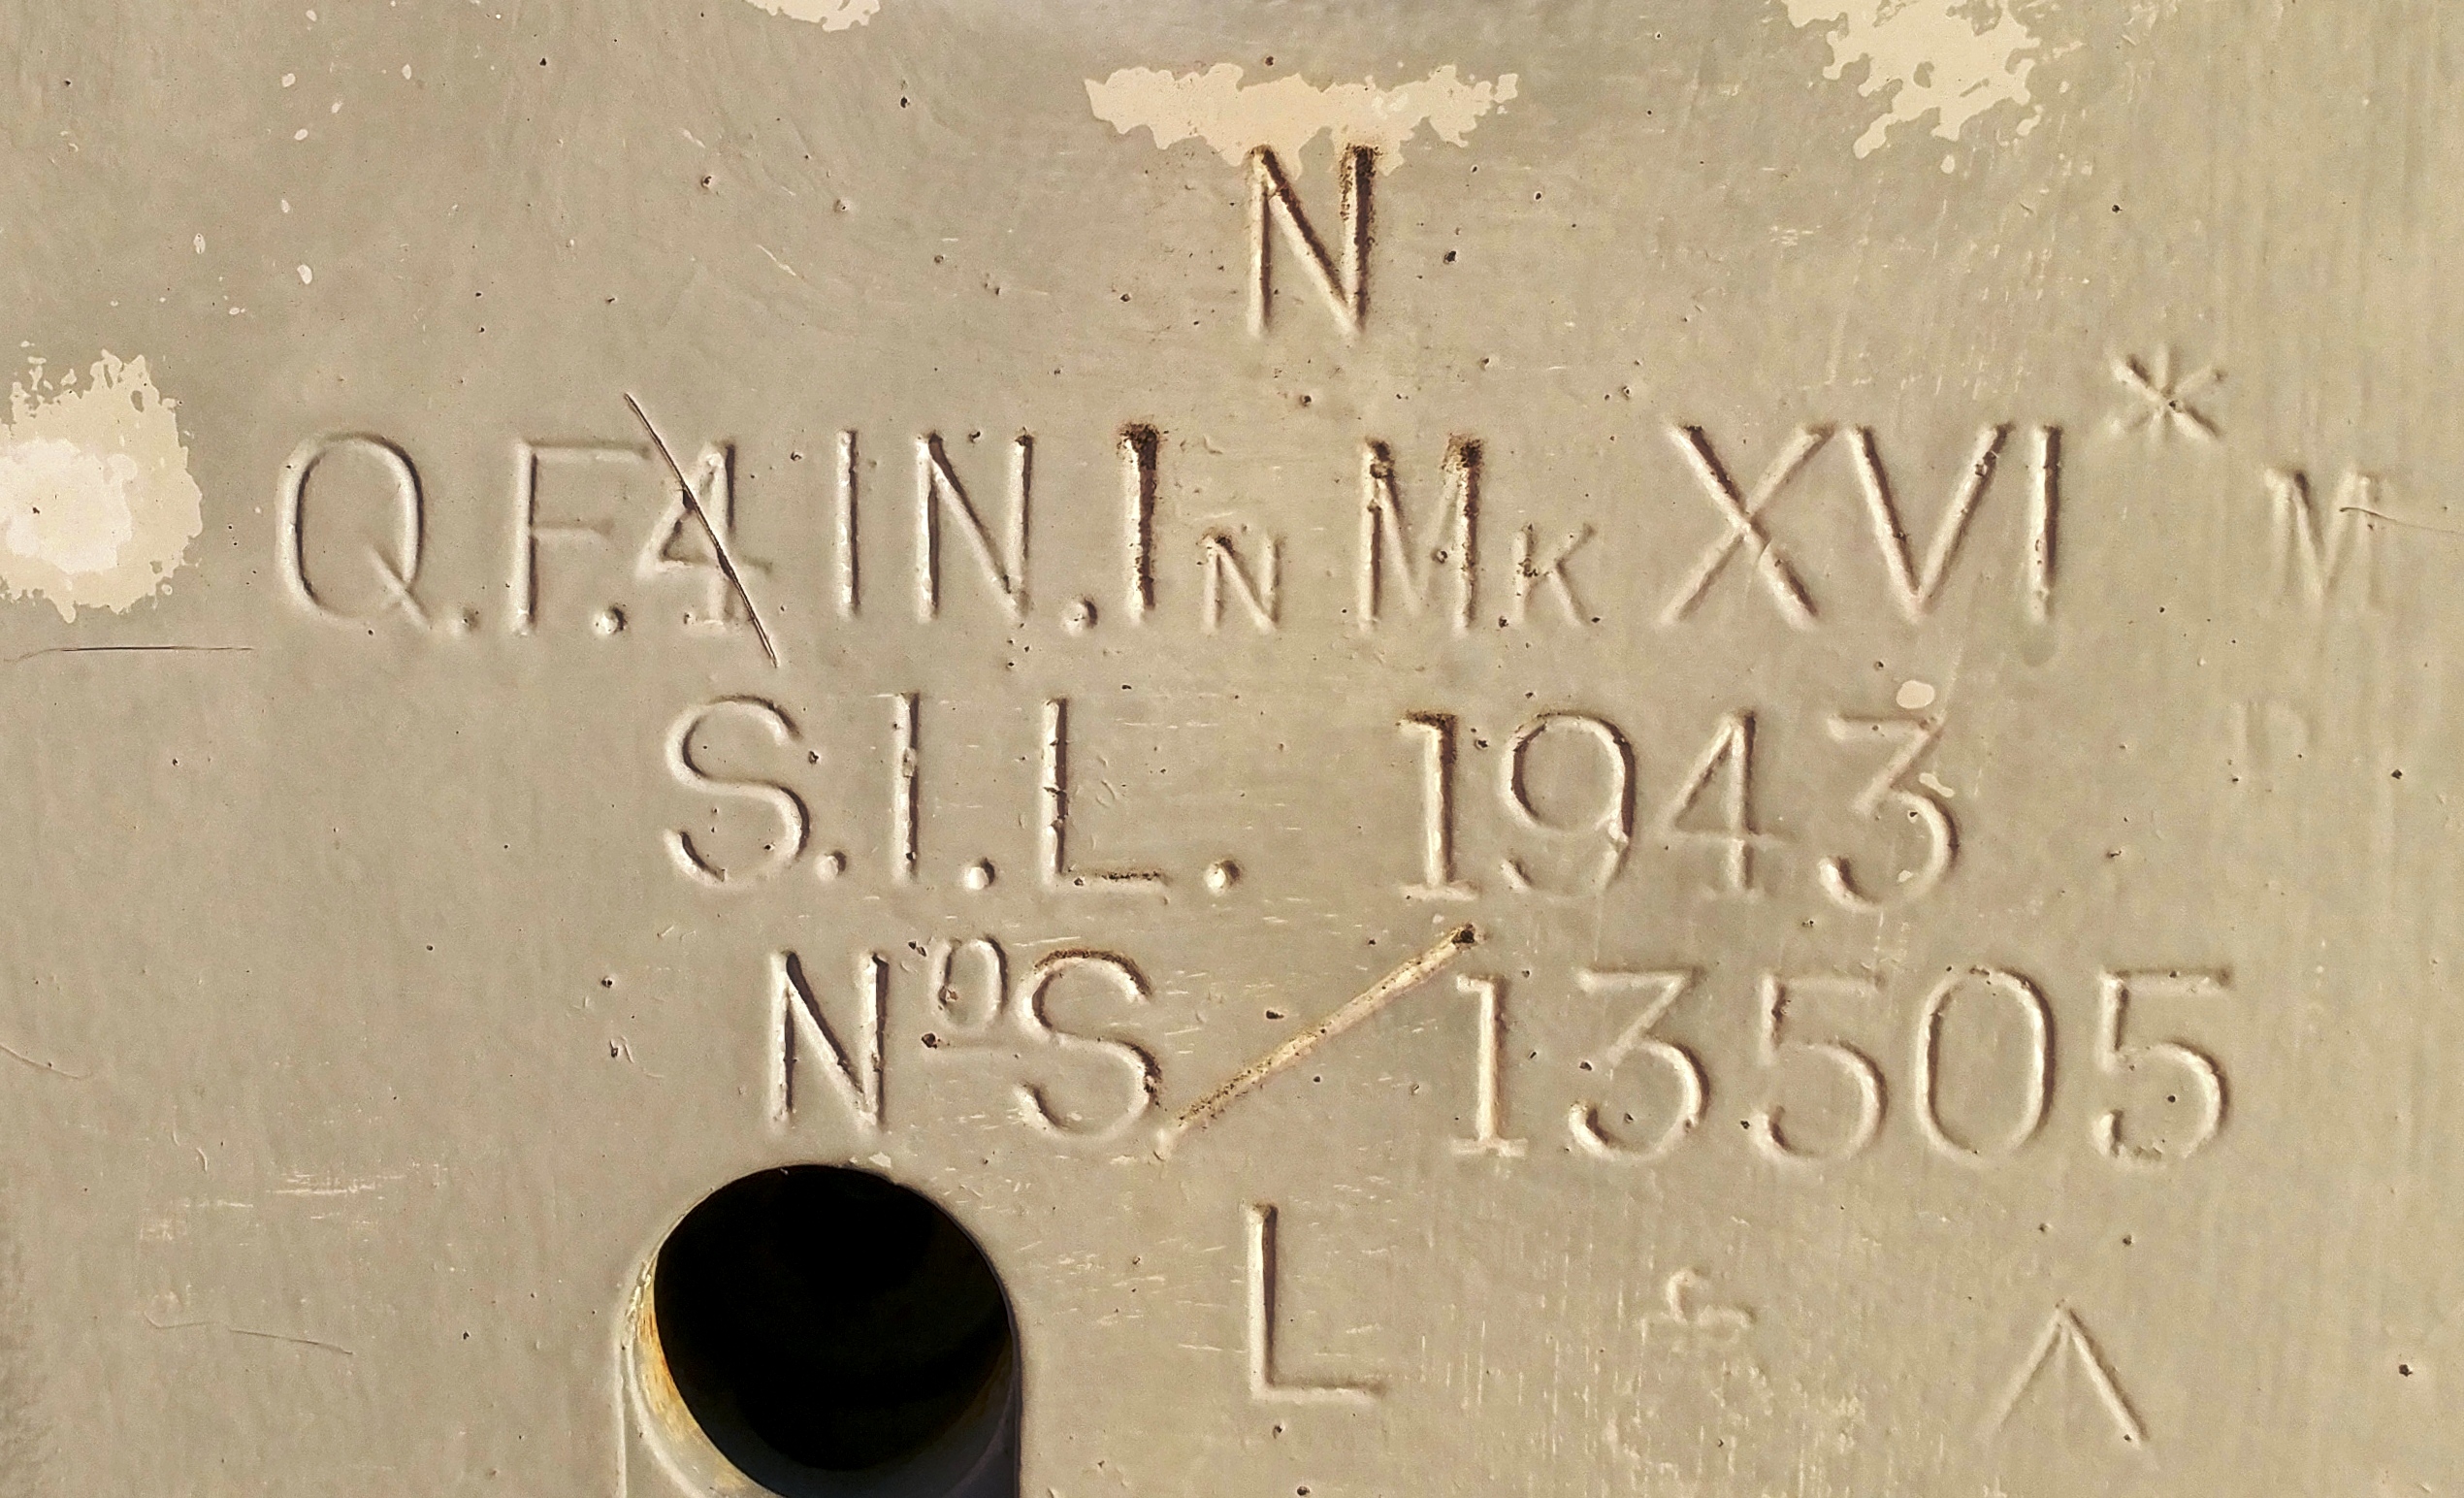 N
Q.F.4 IN. IN MK XVI* M
S.I.L. 1943
Nº S/13505
L